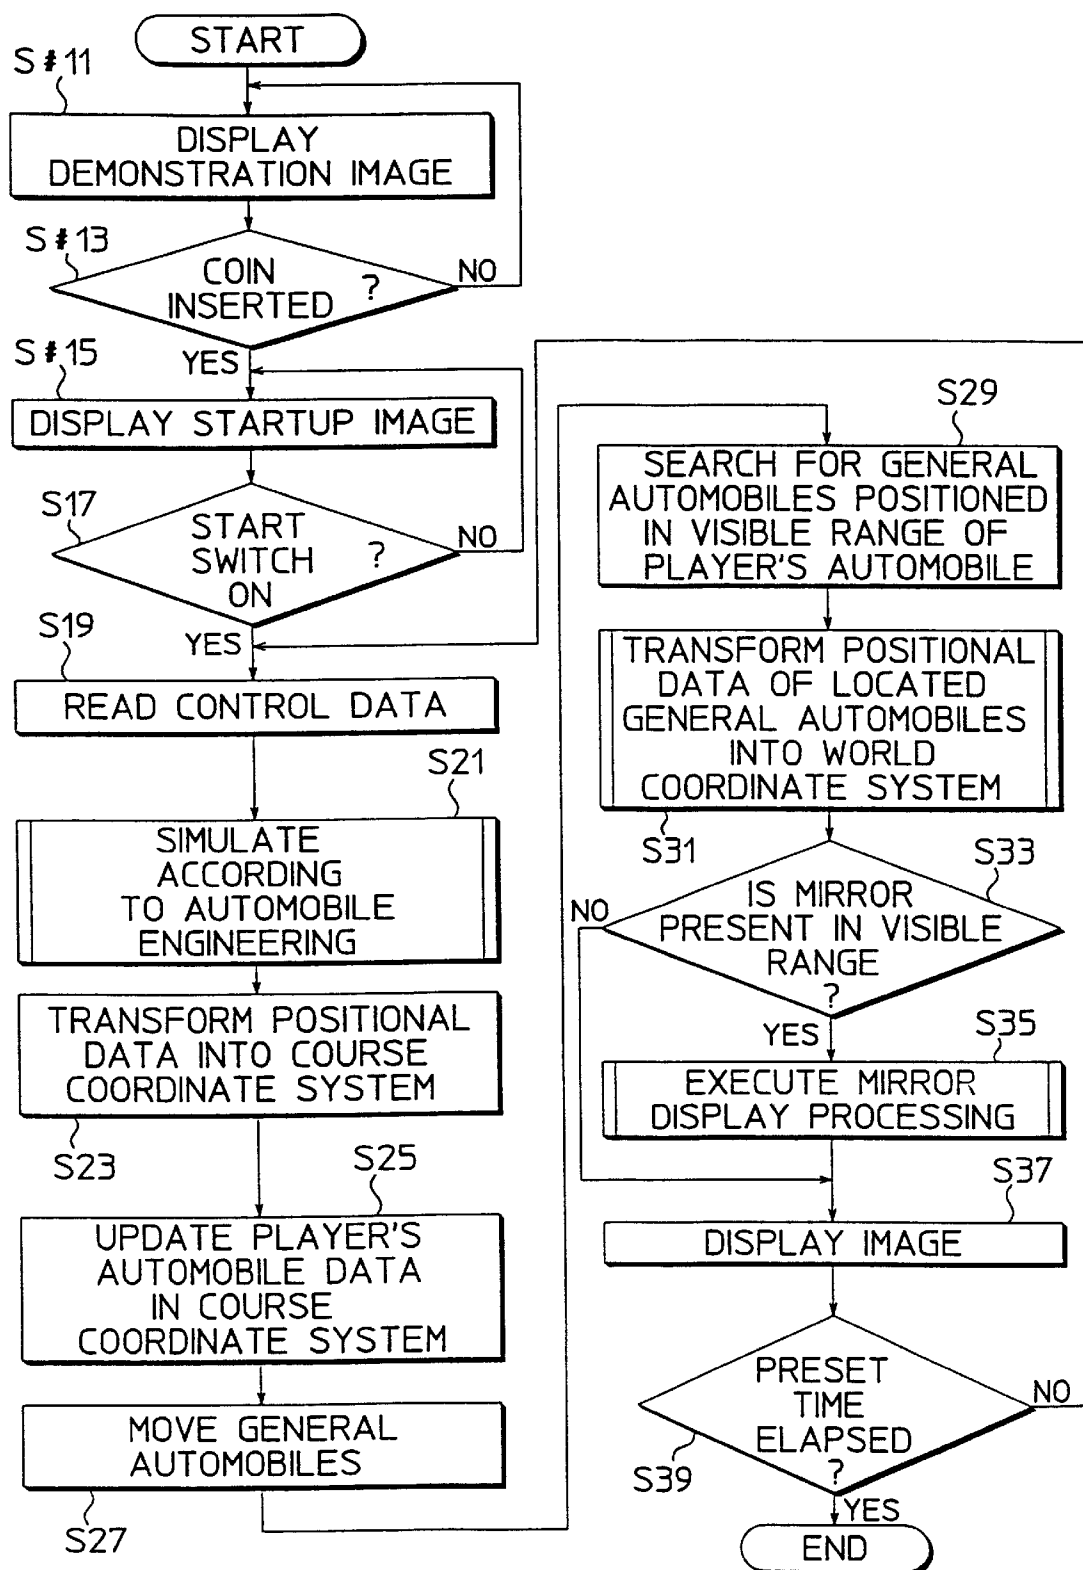 START
S#11
DISPLAY
DEMONSTRATION IMAGE
S#13
COIN
INSERTED ?
NO
YES
S#15
DISPLAY STARTUP IMAGE
S17
START
SWITCH
ON
?
NO
YES
S19
READ CONTROL DATA
S21
SIMULATE
ACCORDING
TO AUTOMOBILE
ENGINEERING
TRANSFORM POSITIONAL
DATA INTO COURSE
COORDINATE SYSTEM
S23
S25
UPDATE PLAYER'S
AUTOMOBILE DATA
IN COURSE
COORDINATE SYSTEM
MOVE GENERAL
AUTOMOBILES
S27
S29
SEARCH FOR GENERAL
AUTOMOBILES POSITIONED
IN VISIBLE RANGE OF
PLAYER'S AUTOMOBILE
TRANSFORM POSITIONAL
DATA OF LOCATED
GENERAL AUTOMOBILES
INTO WORLD
COORDINATE SYSTEM
S31
S33
IS MIRROR
PRESENT IN VISIBLE
RANGE
?
NO
YES
S35
EXECUTE MIRROR
DISPLAY PROCESSING
S37
DISPLAY IMAGE
PRESET
TIME
ELAPSED
?
NO
S39
YES
END